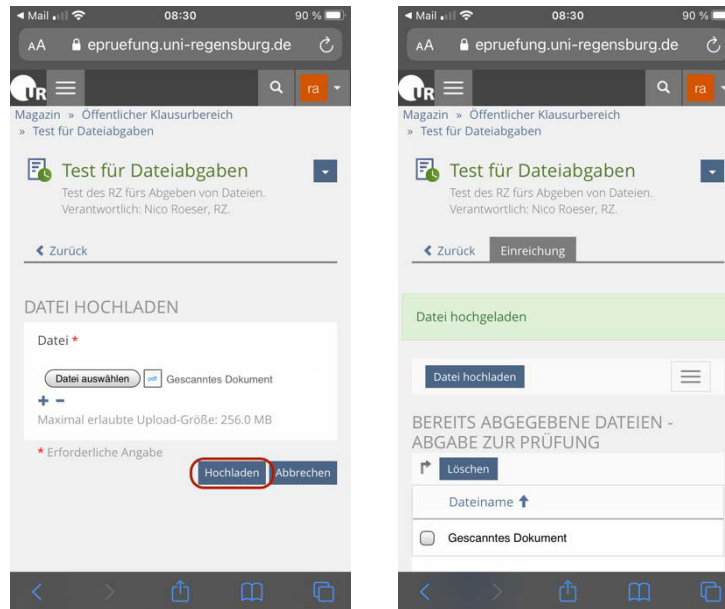 Mail 08:30 90 %
AA epruefung.uni-regensburg.de
UR ra
Magazin » Öffentlicher Klausurbereich
» Test für Dateiabgaben
Test für Dateiabgaben
Test des RZ fürs Abgeben von Dateien.
Verantwortlich: Nico Roeser, RZ.
Zurück
DATEI HOCHLADEN
Datei *
Datei auswählen pdf Gescanntes Dokument
+ −
Maximal erlaubte Upload-Größe: 256.0 MB
* Erforderliche Angabe
Hochladen Abbrechen
Mail 08:30 90 %
AA epruefung.uni-regensburg.de
UR ra
Magazin » Öffentlicher Klausurbereich
» Test für Dateiabgaben
Test für Dateiabgaben
Test des RZ fürs Abgeben von Dateien.
Verantwortlich: Nico Roeser, RZ.
Zurück Einreichung
Datei hochgeladen
Datei hochladen
BEREITS ABGEGEBENE DATEIEN -
ABGABE ZUR PRÜFUNG
Löschen
Dateiname
Gescanntes Dokument